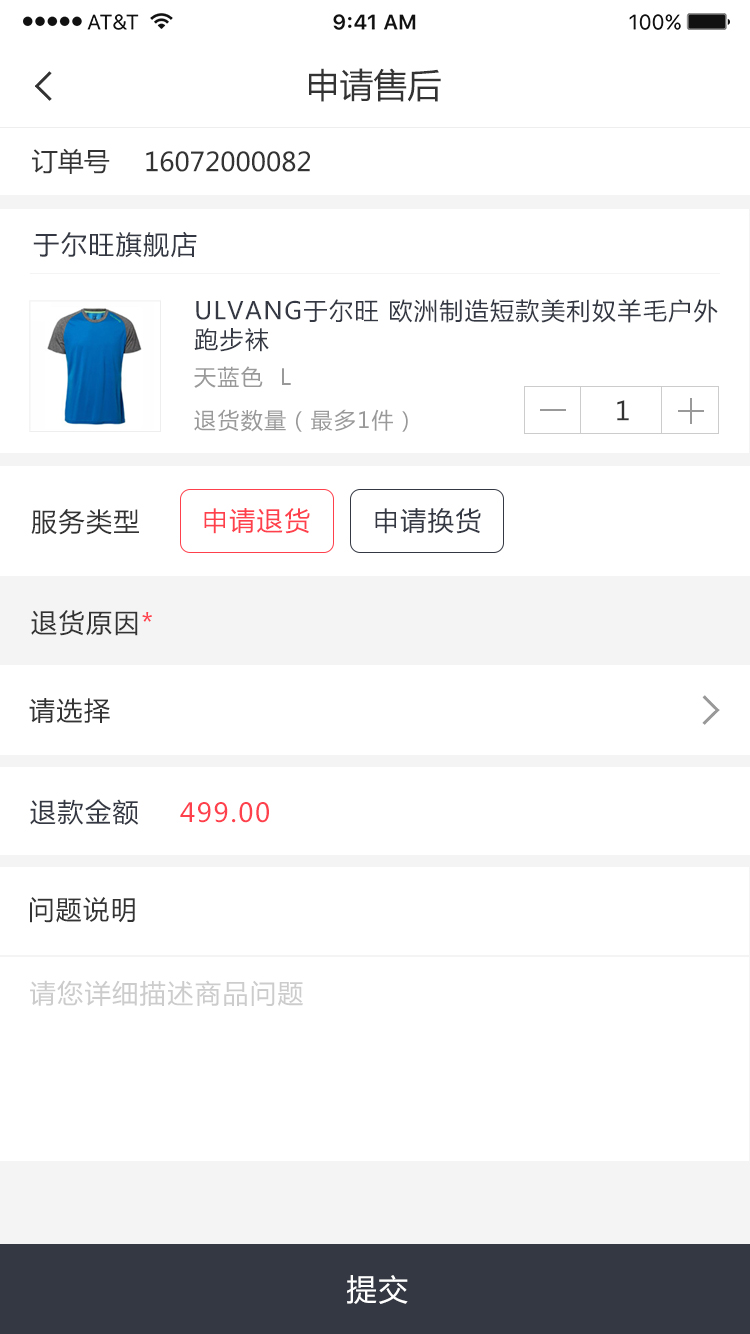 AT&T 9:41 AM 100%
申请售后
订单号 16072000082
于尔旺旗舰店
ULVANG于尔旺 欧洲制造短款美利奴羊毛户外
跑步袜
天蓝色 L
退货数量(最多1件)
1
服务类型 申请退货 申请换货
退货原因*
请选择
退款金额 499.00
问题说明
请您详细描述商品问题
提交